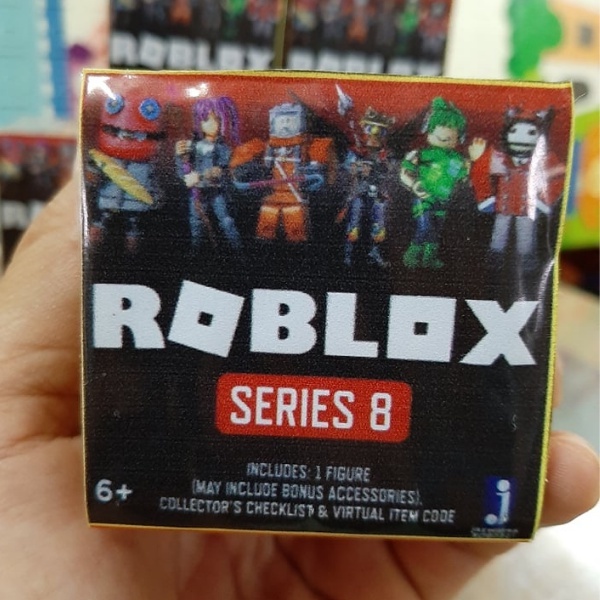 ROBLOX
SERIES 8
INCLUDES: 1 FIGURE
(MAY INCLUDE BONUS ACCESSORIES).
COLLECTOR'S CHECKLIST & VIRTUAL ITEM CODE
6+
j